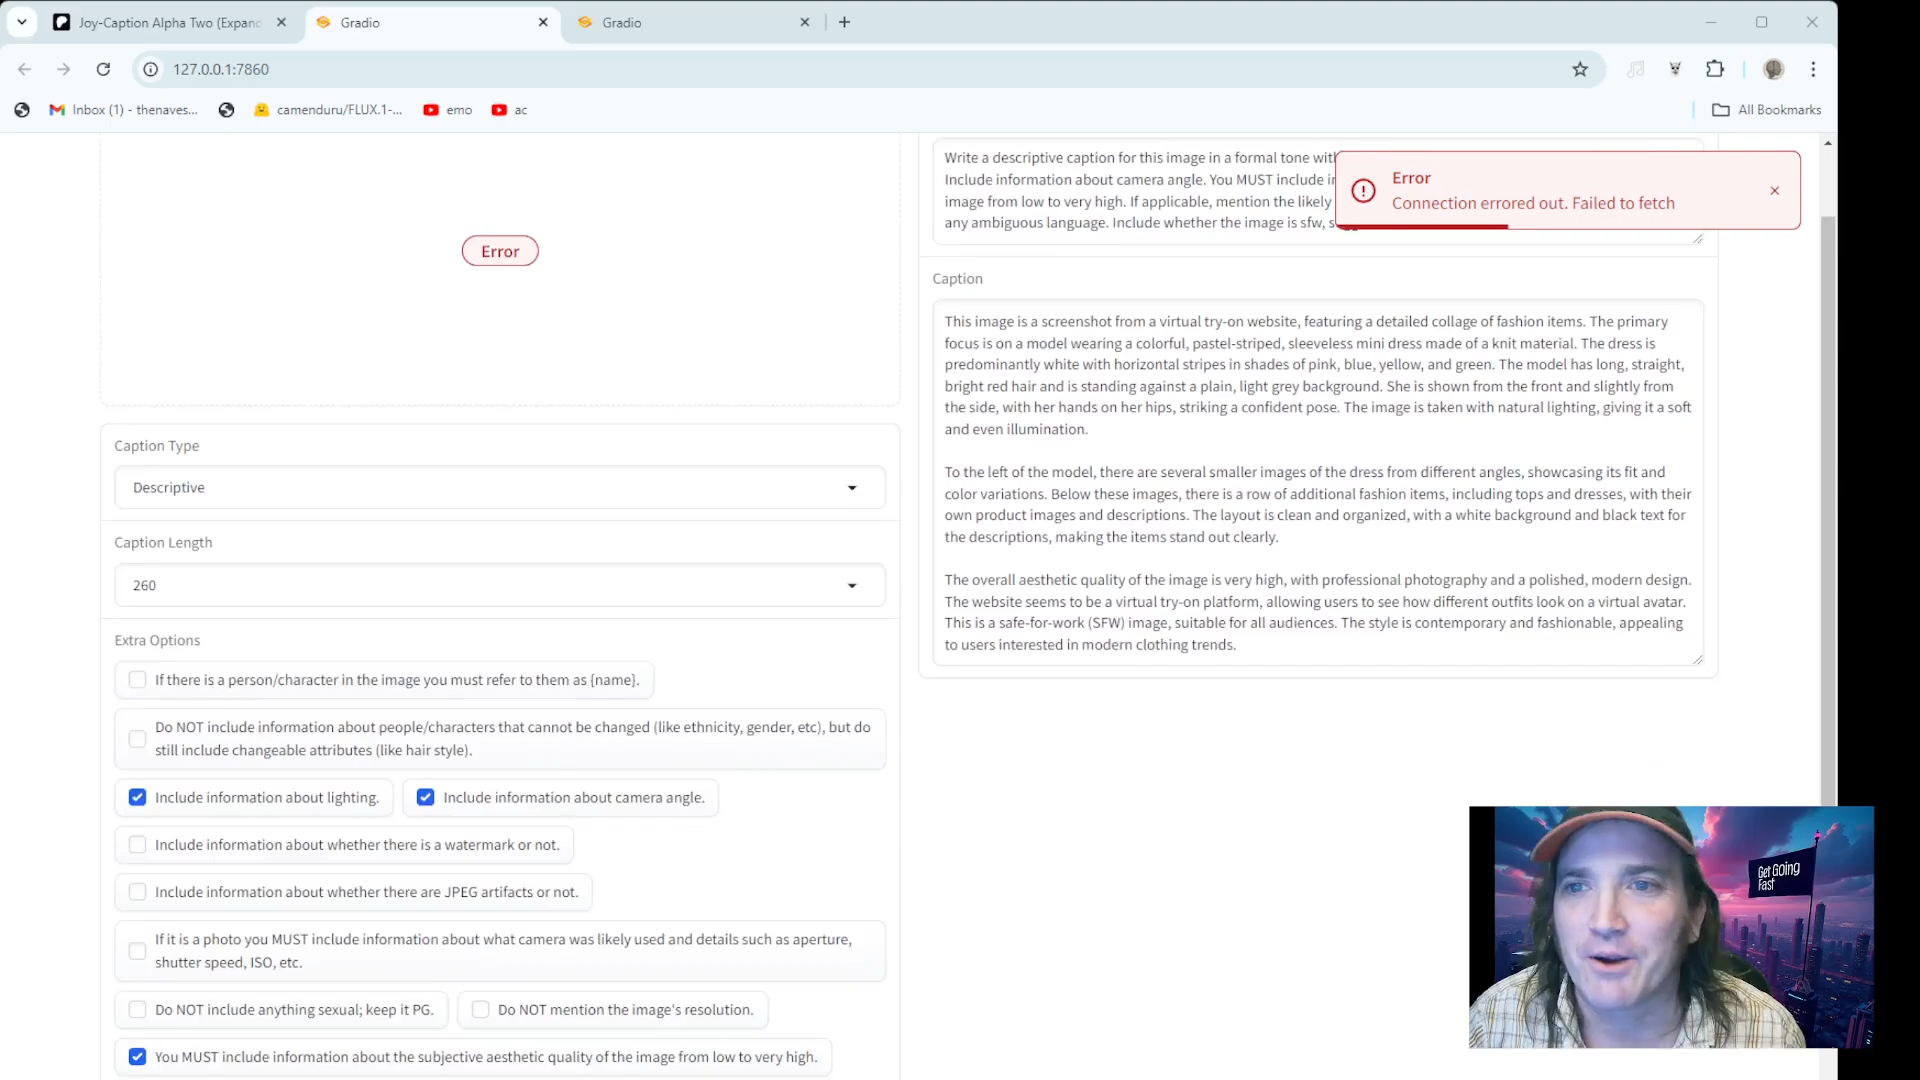 Joy-Caption Alpha Two (Expand
Gradio
Gradio
127.0.0.1:7860
Inbox (1) - thenaves...
camenduru/FLUX.1-...
emo
ac
All Bookmarks
Error
Caption Type
Descriptive
Caption Length
260
Extra Options
If there is a person/character in the image you must refer to them as {name}.
Do NOT include information about people/characters that cannot be changed (like ethnicity, gender, etc), but do
still include changeable attributes (like hair style).
Include information about lighting.
Include information about camera angle.
Include information about whether there is a watermark or not.
Include information about whether there are JPEG artifacts or not.
If it is a photo you MUST include information about what camera was likely used and details such as aperture,
shutter speed, ISO, etc.
Do NOT include anything sexual; keep it PG.
Do NOT mention the image's resolution.
You MUST include information about the subjective aesthetic quality of the image from low to very high.
Write a descriptive caption for this image in a formal tone with
Include information about camera angle. You MUST include in
image from low to very high. If applicable, mention the likely
any ambiguous language. Include whether the image is sfw, s
Error
Connection errored out. Failed to fetch
Caption
This image is a screenshot from a virtual try-on website, featuring a detailed collage of fashion items. The primary
focus is on a model wearing a colorful, pastel-striped, sleeveless mini dress made of a knit material. The dress is
predominantly white with horizontal stripes in shades of pink, blue, yellow, and green. The model has long, straight,
bright red hair and is standing against a plain, light grey background. She is shown from the front and slightly from
the side, with her hands on her hips, striking a confident pose. The image is taken with natural lighting, giving it a soft
and even illumination.
To the left of the model, there are several smaller images of the dress from different angles, showcasing its fit and
color variations. Below these images, there is a row of additional fashion items, including tops and dresses, with their
own product images and descriptions. The layout is clean and organized, with a white background and black text for
the descriptions, making the items stand out clearly.
The overall aesthetic quality of the image is very high, with professional photography and a polished, modern design.
The website seems to be a virtual try-on platform, allowing users to see how different outfits look on a virtual avatar.
This is a safe-for-work (SFW) image, suitable for all audiences. The style is contemporary and fashionable, appealing
to users interested in modern clothing trends.
Get Going
Fast